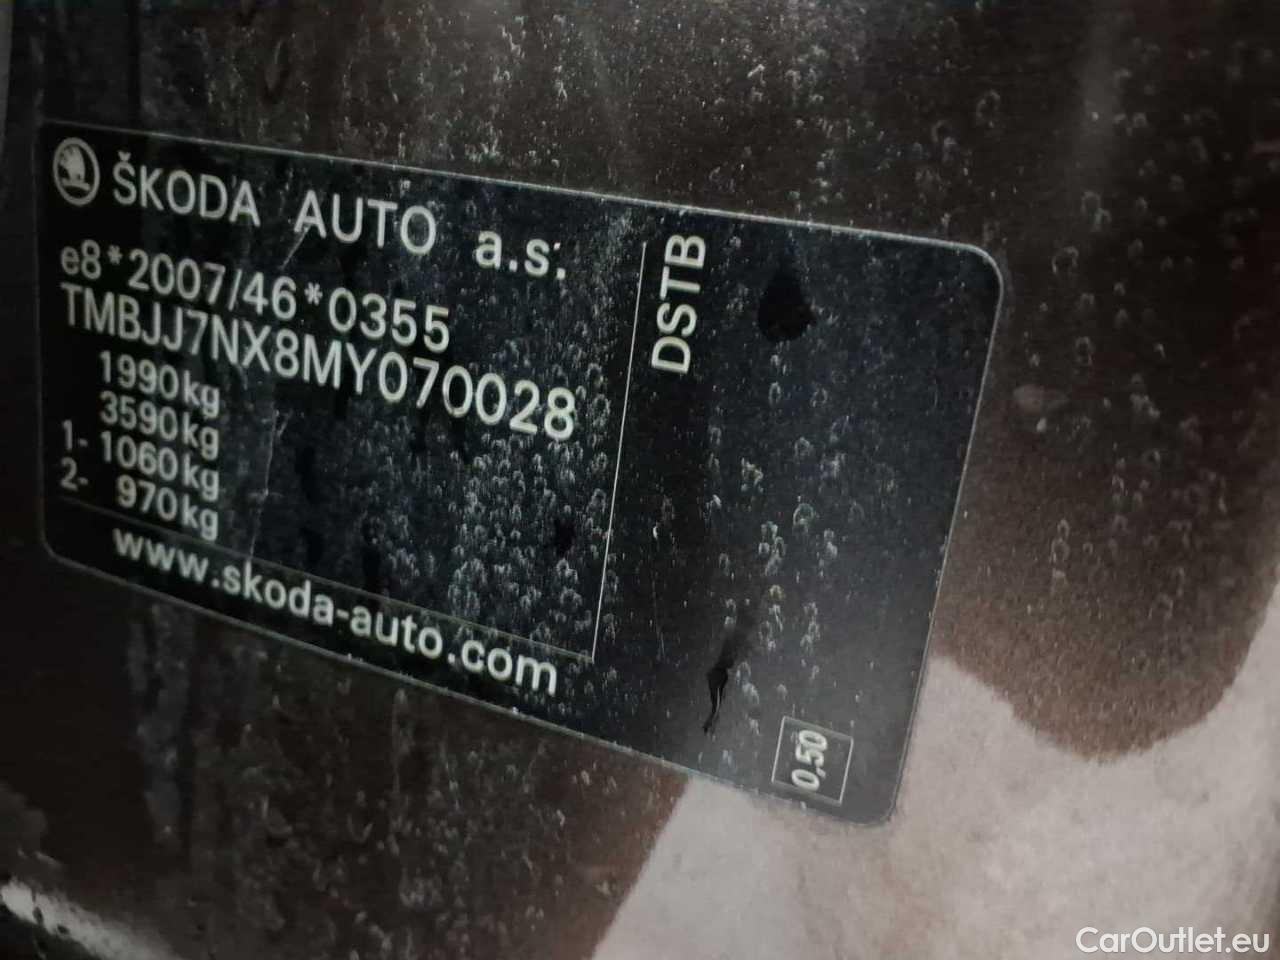 ŠKODA AUTO a.s.
e8*2007/46*0355
TMBJJ7NX8MY070028
1990kg
3590kg
1- 1060kg
2- 970kg
www.skoda-auto.com
DSTB
0,50
CarOutlet.eu